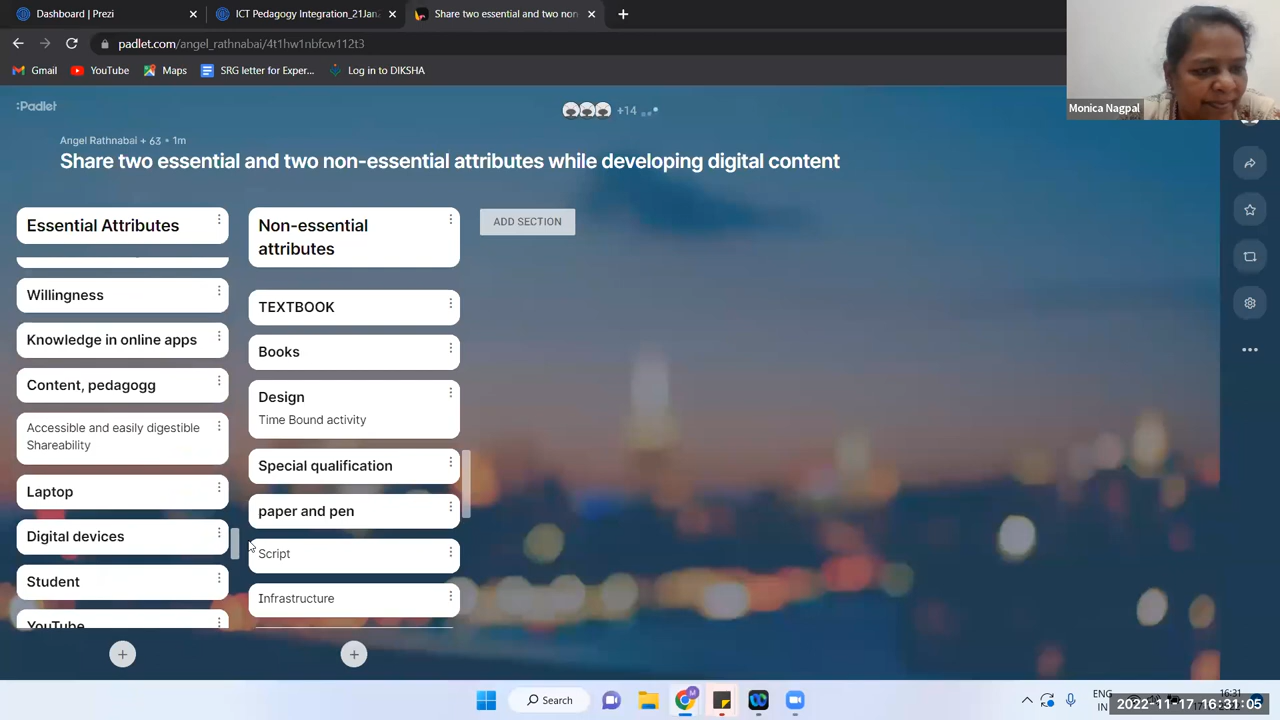 Dashboard | Prezi
ICT Pedagogy Integration_21Jan2
Share two essential and two non
padlet.com/angel_rathnabai/4t1hw1nbfcw112t3
Gmail
YouTube
Maps
SRG letter for Exper...
Log in to DIKSHA
Monica Nagpal
:Padlet
+14
Angel Rathnabai + 63 • 1m
Share two essential and two non-essential attributes while developing digital content
Essential Attributes
Willingness
Knowledge in online apps
Content, pedagogg
Accessible and easily digestible
Shareability
Laptop
Digital devices
Student
YouTube
Non-essential
attributes
TEXTBOOK
Books
Design
Time Bound activity
Special qualification
paper and pen
Script
Infrastructure
ADD SECTION
Search
ENG
IN
16:31
2022-11-17 16:31:05